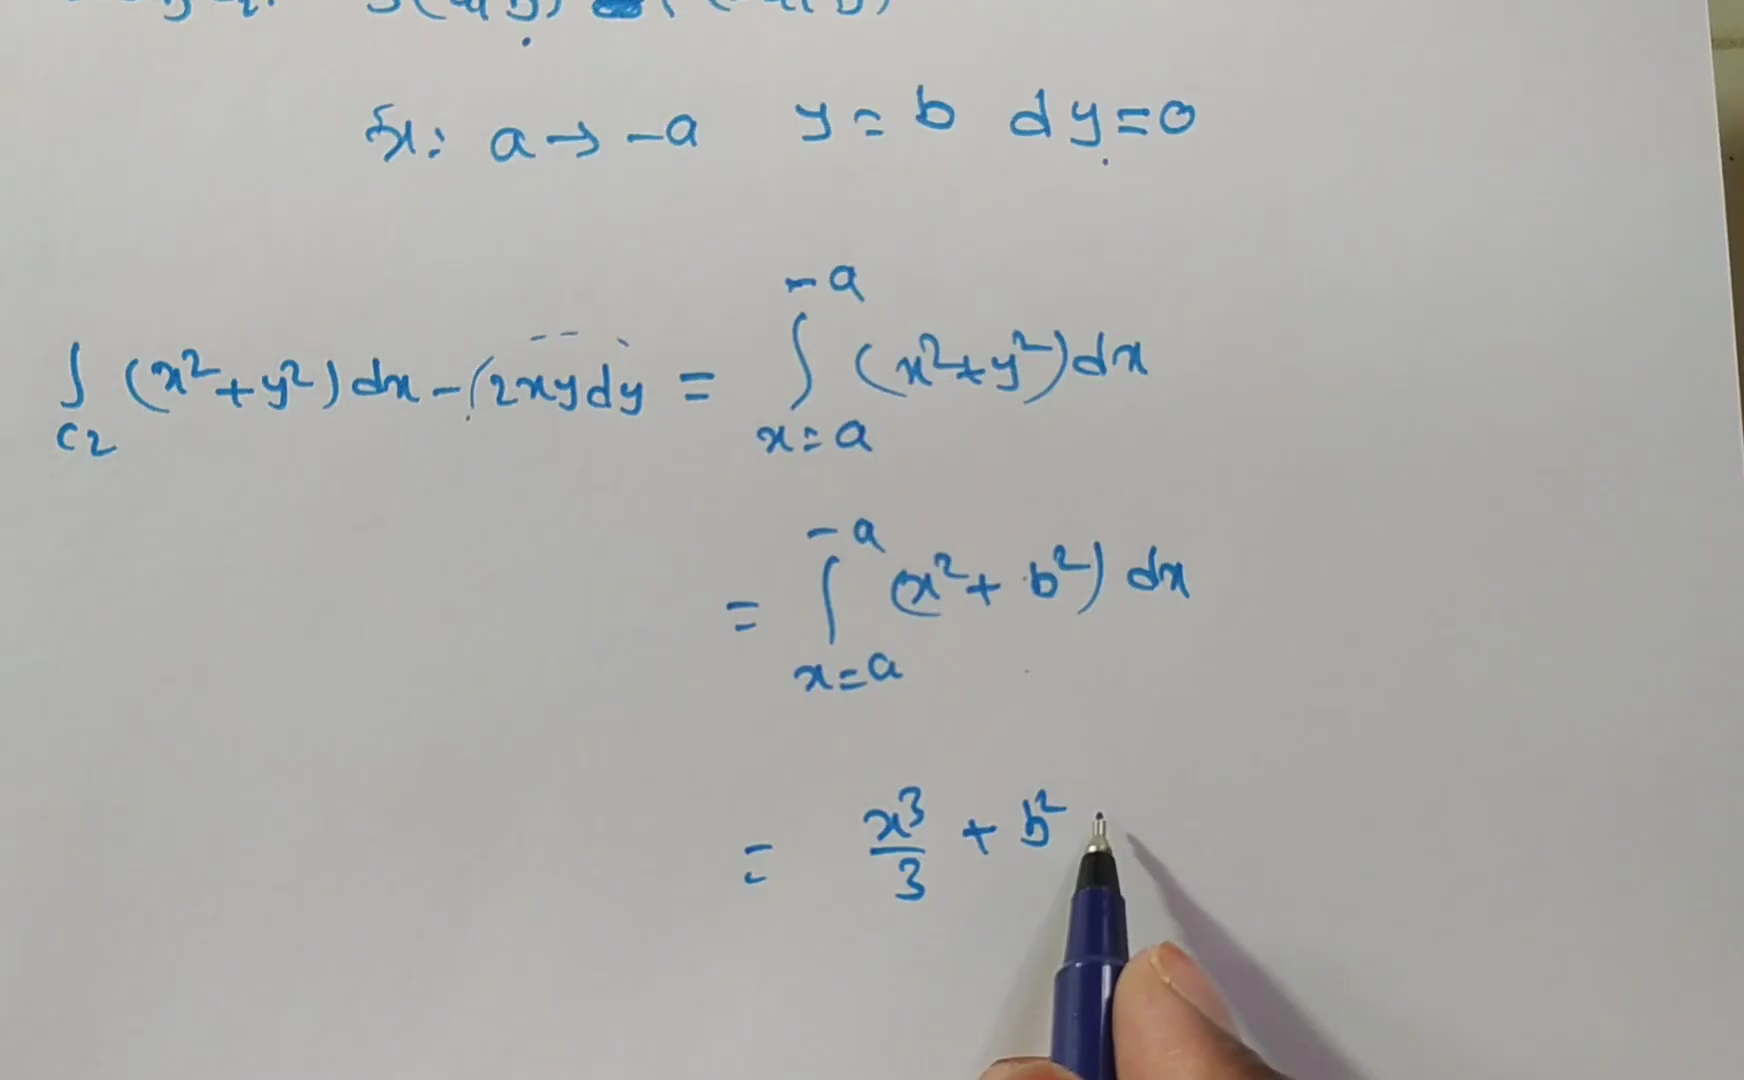 x: a → -a y = b dy = 0
∫_{C2} (x² + y²) dx - (2xy dy = ∫_{x=a}^{-a} (x² + y²) dx
= ∫_{x=a}^{-a} (x² + b²) dx
= x³/3 + b²